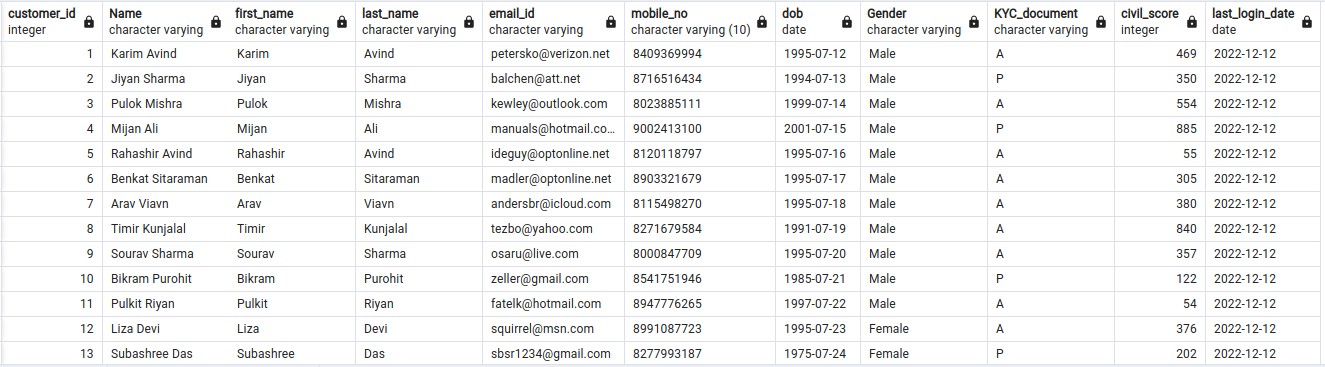 customer_id Name first_name last_name email_id mobile_no dob Gender KYC_document civil_score last_login_date
integer character varying character varying character varying character varying character varying (10) date character varying character varying integer date
1 Karim Avind Karim Avind petersko@verizon.net 8409369994 1995-07-12 Male A 469 2022-12-12
2 Jiyan Sharma Jiyan Sharma balchen@att.net 8716516434 1994-07-13 Male P 350 2022-12-12
3 Pulok Mishra Pulok Mishra kewley@outlook.com 8023885111 1999-07-14 Male A 554 2022-12-12
4 Mijan Ali Mijan Ali manuals@hotmail.co... 9002413100 2001-07-15 Male P 885 2022-12-12
5 Rahashir Avind Rahashir Avind ideguy@optonline.net 8120118797 1995-07-16 Male A 55 2022-12-12
6 Benkat Sitaraman Benkat Sitaraman madler@optonline.net 8903321679 1995-07-17 Male A 305 2022-12-12
7 Arav Viavn Arav Viavn andersbr@icloud.com 8115498270 1995-07-18 Male A 380 2022-12-12
8 Timir Kunjalal Timir Kunjalal tezbo@yahoo.com 8271679584 1991-07-19 Male A 840 2022-12-12
9 Sourav Sharma Sourav Sharma osaru@live.com 8000847709 1995-07-20 Male A 357 2022-12-12
10 Bikram Purohit Bikram Purohit zeller@gmail.com 8541751946 1985-07-21 Male P 122 2022-12-12
11 Pulkit Riyan Pulkit Riyan fatelk@hotmail.com 8947776265 1997-07-22 Male A 54 2022-12-12
12 Liza Devi Liza Devi squirrel@msn.com 8991087723 1995-07-23 Female A 376 2022-12-12
13 Subashree Das Subashree Das sbsr1234@gmail.com 8277993187 1975-07-24 Female P 202 2022-12-12